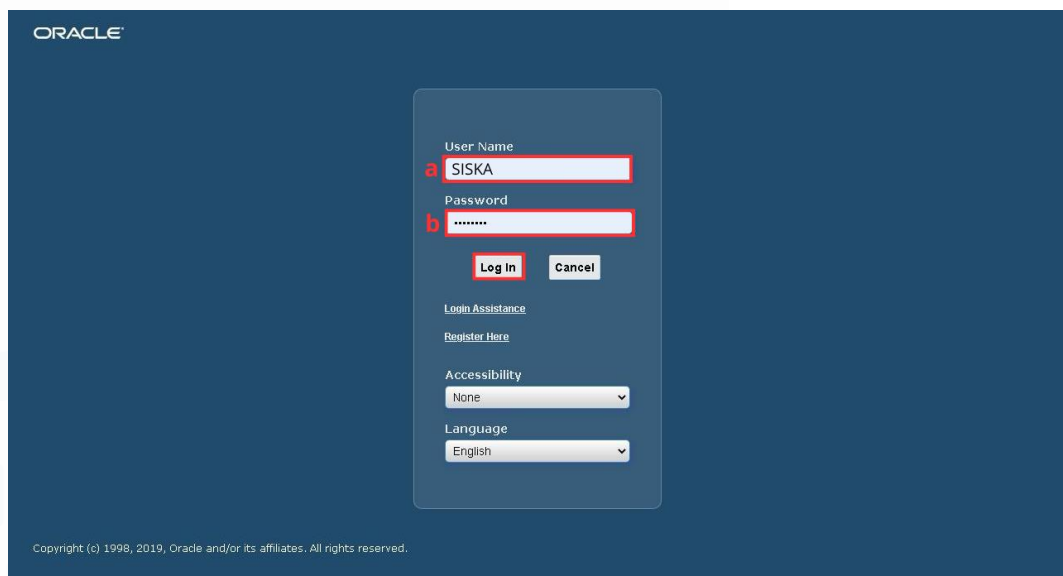 ORACLE
User Name
a SISKA
Password
b ••••••••
Log In Cancel
Login Assistance
Register Here
Accessibility
None
Language
English
Copyright (c) 1998, 2019, Oracle and/or its affiliates. All rights reserved.